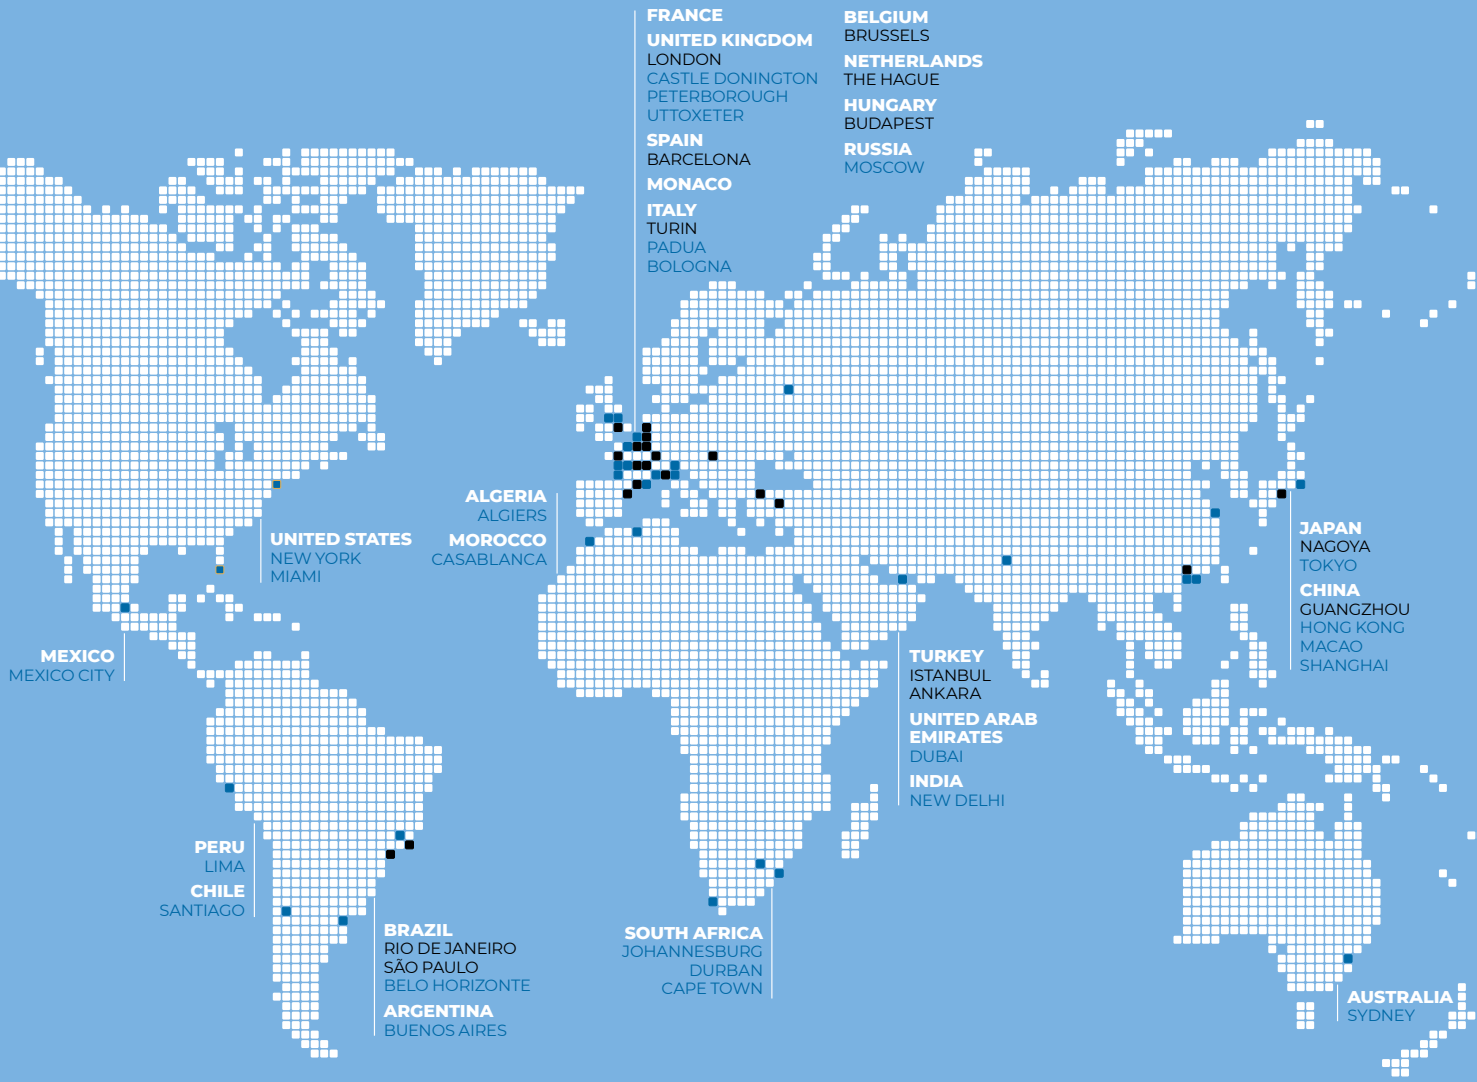 FRANCE
UNITED KINGDOM
LONDON
CASTLE DONINGTON
PETERBOROUGH
UTTOXETER
SPAIN
BARCELONA
MONACO
ITALY
TURIN
PADUA
BOLOGNA
BELGIUM
BRUSSELS
NETHERLANDS
THE HAGUE
HUNGARY
BUDAPEST
RUSSIA
MOSCOW
ALGERIA
ALGIERS
MOROCCO
CASABLANCA
UNITED STATES
NEW YORK
MIAMI
MEXICO
MEXICO CITY
JAPAN
NAGOYA
TOKYO
CHINA
GUANGZHOU
HONG KONG
MACAO
SHANGHAI
TURKEY
ISTANBUL
ANKARA
UNITED ARAB
EMIRATES
DUBAI
INDIA
NEW DELHI
PERU
LIMA
CHILE
SANTIAGO
BRAZIL
RIO DE JANEIRO
SÃO PAULO
BELO HORIZONTE
ARGENTINA
BUENOS AIRES
SOUTH AFRICA
JOHANNESBURG
DURBAN
CAPE TOWN
AUSTRALIA
SYDNEY